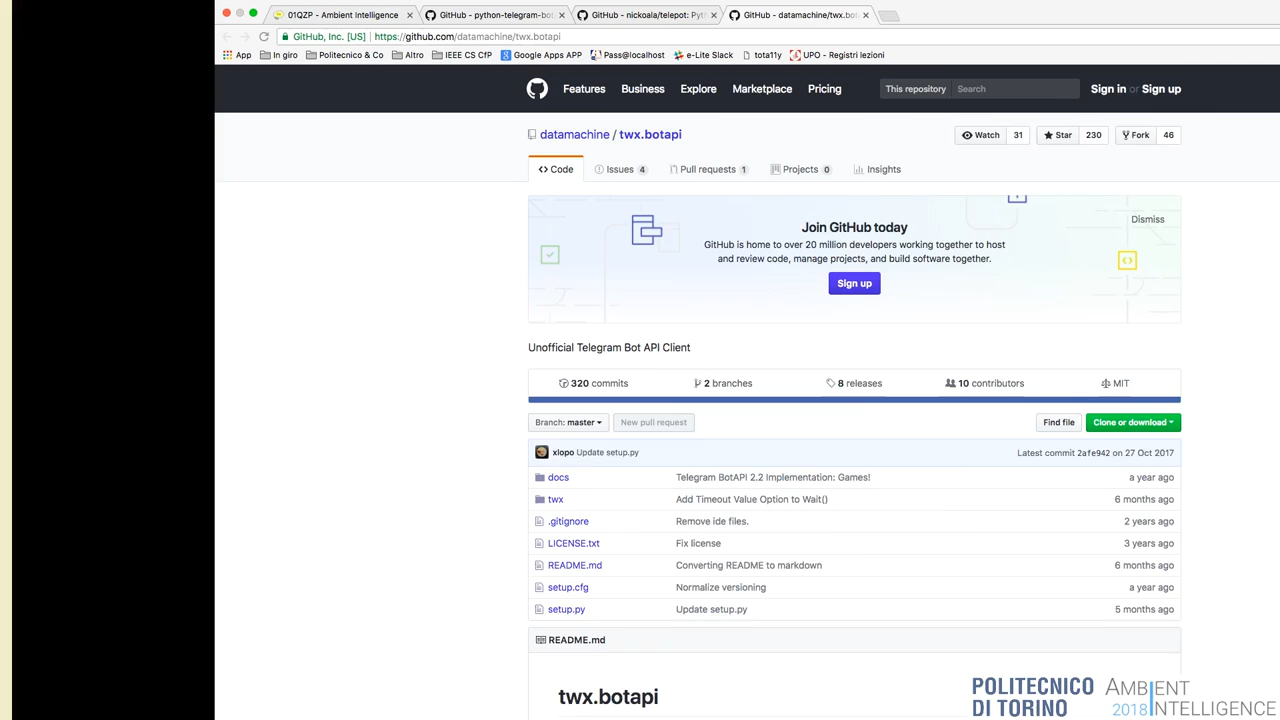 01QZP - Ambient Intelligence
GitHub - python-telegram-bot
GitHub - nickoala/telepot: Pyt
GitHub - datamachine/twx.bot
GitHub, Inc. [US] | https://github.com/datamachine/twx.botapi
App In giro Politecnico & Co Altro IEEE CS CfP Google Apps APP Pass@localhost e-Lite Slack tota11y UPO - Registri lezioni
Features Business Explore Marketplace Pricing This repository Search Sign in or Sign up
datamachine / twx.botapi Watch 31 Star 230 Fork 46
Code Issues 4 Pull requests 1 Projects 0 Insights
Dismiss
Join GitHub today
GitHub is home to over 20 million developers working together to host
and review code, manage projects, and build software together.
Sign up
Unofficial Telegram Bot API Client
320 commits 2 branches 8 releases 10 contributors MIT
Branch: master New pull request Find file Clone or download
xlopo Update setup.py Latest commit 2afe942 on 27 Oct 2017
docs Telegram BotAPI 2.2 Implementation: Games! a year ago
twx Add Timeout Value Option to Wait() 6 months ago
.gitignore Remove ide files. 2 years ago
LICENSE.txt Fix license 3 years ago
README.md Converting README to markdown 6 months ago
setup.cfg Normalize versioning a year ago
setup.py Update setup.py 5 months ago
README.md
twx.botapi
POLITECNICO
DI TORINO
AMBIENT
2018 INTELLIGENCE